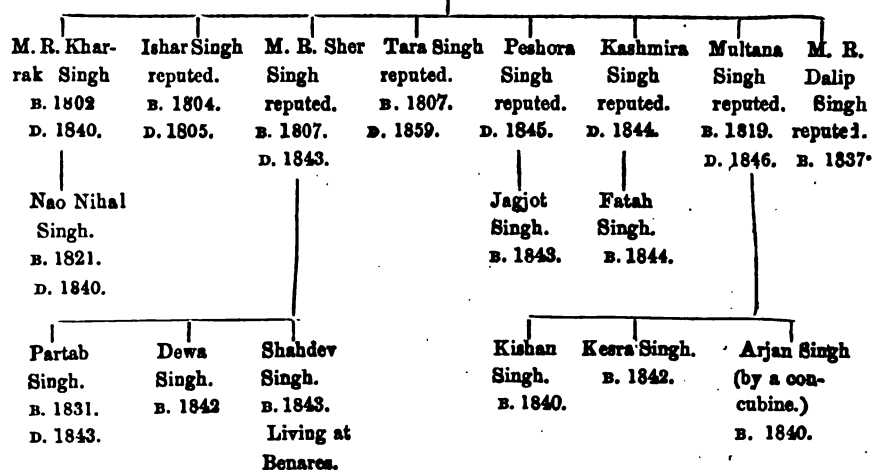 M. R. Khar-
rak Singh
B. 1802
D. 1840.
Ishar Singh
reputed.
B. 1804.
D. 1805.
M. R. Sher
Singh
reputed.
B. 1807.
D. 1843.
Tara Singh
reputed.
B. 1807.
D. 1859.
Peshora
Singh
reputed.
D. 1845.
Kashmira
Singh
reputed.
D. 1844.
Multana
Singh
reputed.
B. 1819.
D. 1846.
M. R.
Dalip
Singh
reputed.
B. 1837.
Nao Nihal
Singh.
B. 1821.
D. 1840.
Jagjot
Singh.
B. 1843.
Fatah
Singh.
B. 1844.
Partab
Singh.
B. 1831.
D. 1843.
Dewa
Singh.
B. 1842
Shahdev
Singh.
B. 1843.
Living at
Benares.
Kishan
Singh.
B. 1840.
Kesra Singh.
B. 1842.
Arjan Singh
(by a con-
cubine.)
B. 1840.